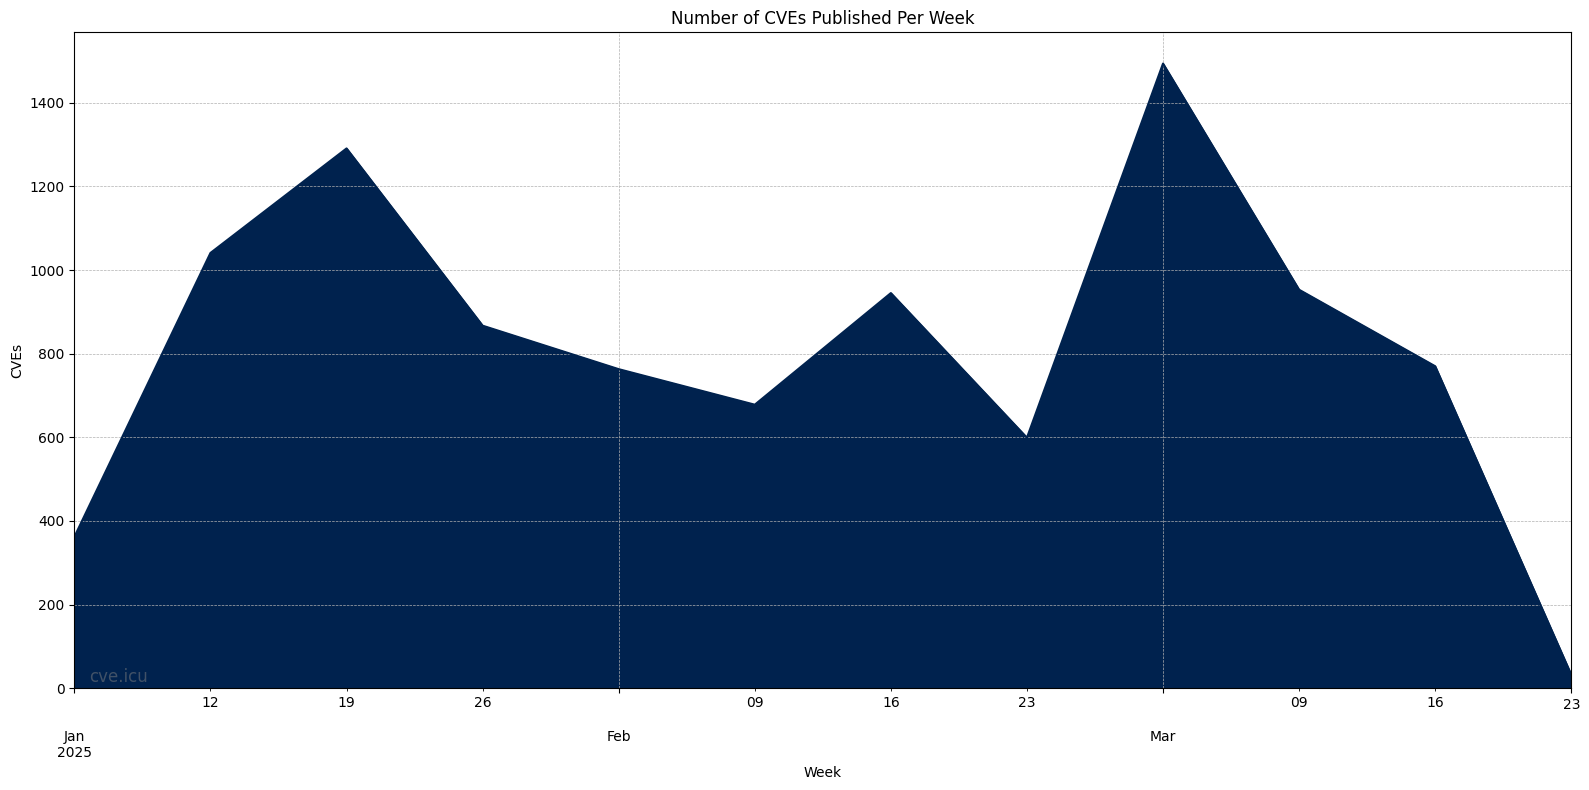 Number of CVEs Published Per Week
1400
1200
1000
800
600
400
200
0
CVEs
cve.icu
12 19 26 09 16 23 09 16 23
Jan Feb Mar
2025
Week